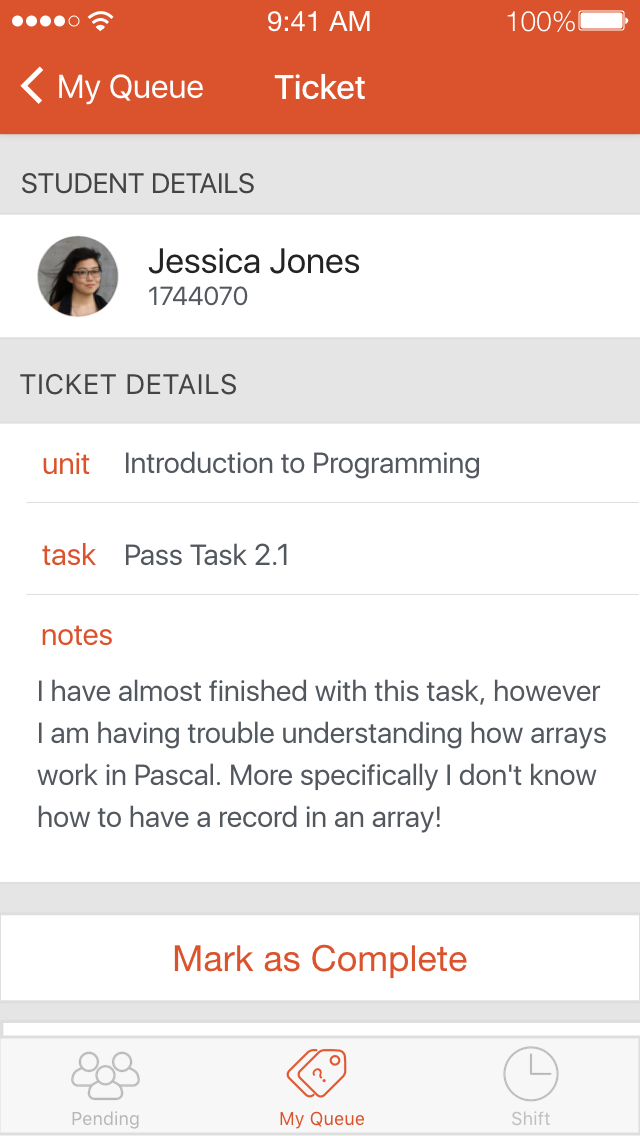 9:41 AM 100%
My Queue Ticket
STUDENT DETAILS
Jessica Jones
1744070
TICKET DETAILS
unit Introduction to Programming
task Pass Task 2.1
notes
I have almost finished with this task, however
I am having trouble understanding how arrays
work in Pascal. More specifically I don't know
how to have a record in an array!
Mark as Complete
?
Pending My Queue Shift